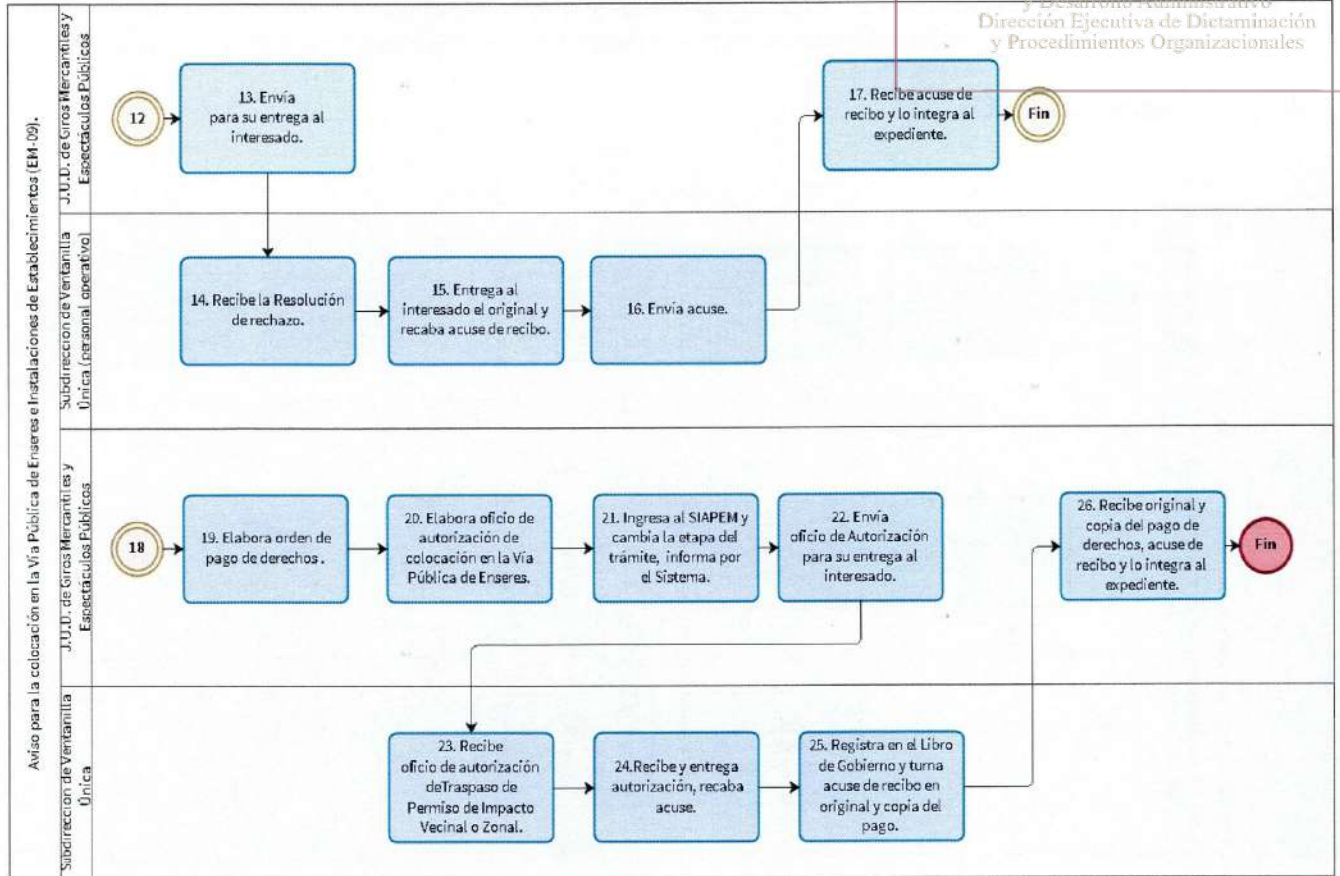 y Desarrollo Administrativo
Dirección Ejecutiva de Dictaminación
y Procedimientos Organizacionales
Aviso para la colocación en la Vía Pública de Enseres e Instalaciones de Establecimientos (EM-09).
J.U.D. de Giros Mercantiles y
Espectáculos Públicos
12
13. Envía
para su entrega al
interesado.
17. Recibe acuse de
recibo y lo integra al
expediente.
Fin
Subdireccion de Ventanilla
Única (personal operativo)
14. Recibe la Resolución
de rechazo.
15. Entrega al
interesado el original y
recaba acuse de recibo.
16. Envía acuse.
J.U.D. de Giros Mercantiles y
Espectáculos Públicos
18
19. Elabora orden de
pago de derechos .
20. Elabora oficio de
autorización de
colocación en la Vía
Pública de Enseres.
21. Ingresa al SIAPEM y
cambia la etapa del
trámite, informa por
el Sistema.
22. Envía
oficio de Autorización
para su entrega al
interesado.
26. Recibe original y
copia del pago de
derechos, acuse de
recibo y lo integra al
expediente.
Fin
Subdireccion de Ventanilla
Única
23. Recibe
oficio de autorización
deTraspaso de
Permiso de Impacto
Vecinal o Zonal.
24.Recibe y entrega
autorización, recaba
acuse.
25. Registra en el Libro
de Gobierno y turna
acuse de recibo en
original y copia del
pago.